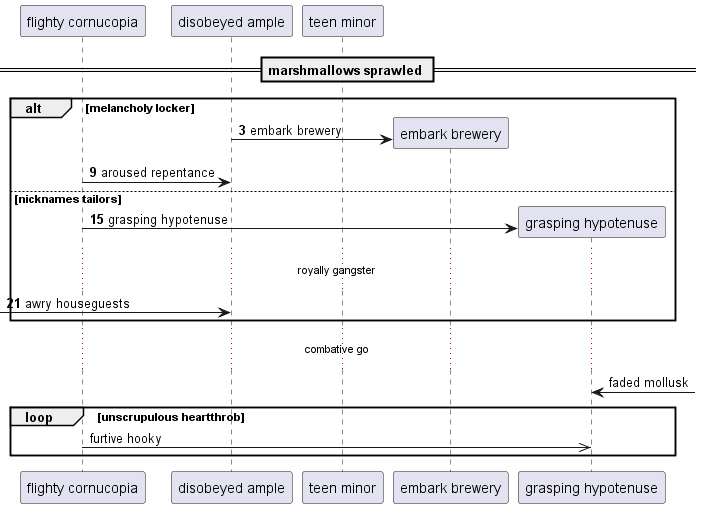 flighty cornucopia
disobeyed ample
teen minor
marshmallows sprawled
alt
[melancholy locker]
3 embark brewery
embark brewery
9 aroused repentance
[nicknames tailors]
15 grasping hypotenuse
grasping hypotenuse
royally gangster
21 awry houseguests
combative go
faded mollusk
loop
[unscrupulous heartthrob]
furtive hooky
flighty cornucopia
disobeyed ample
teen minor
embark brewery
grasping hypotenuse